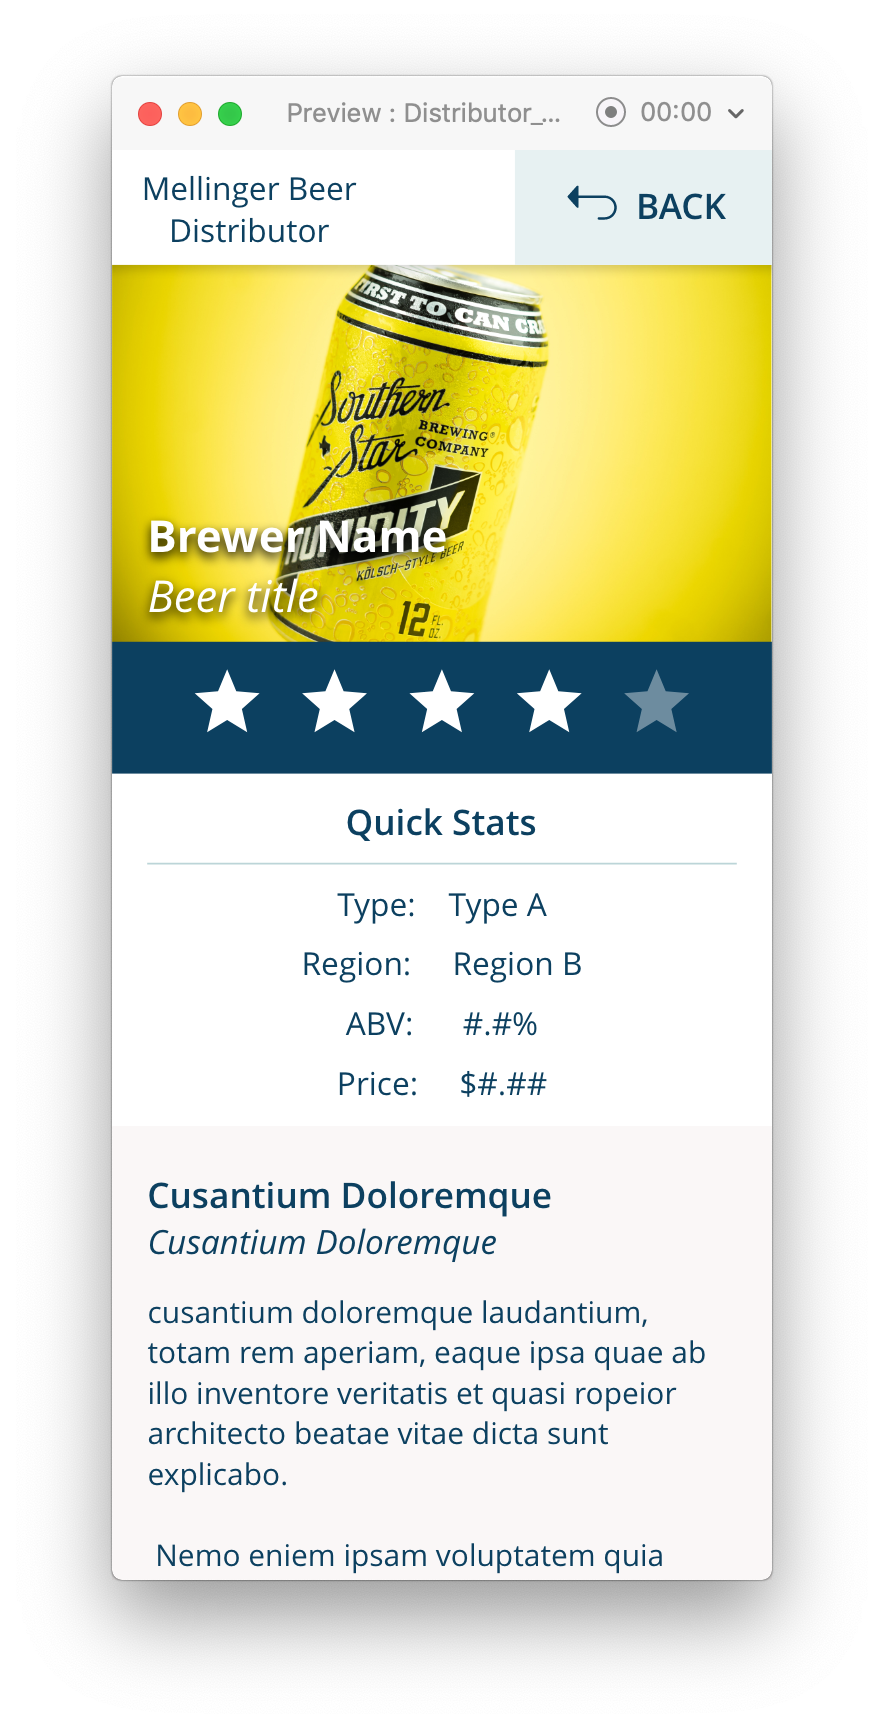 Preview : Distributor_...
00:00
Mellinger Beer
Distributor
BACK
FIRST TO CAN
Southern
Star
BREWING®
COMPANY
Brewer Name
KÖLSCH-STYLE BEER
Beer title
12
FL.
OZ.
Quick Stats
Type: Type A
Region: Region B
ABV: #.#%
Price: $#.##
Cusantium Doloremque
Cusantium Doloremque
cusantium doloremque laudantium,
totam rem aperiam, eaque ipsa quae ab
illo inventore veritatis et quasi ropeior
architecto beatae vitae dicta sunt
explicabo.
Nemo eniem ipsam voluptatem quia